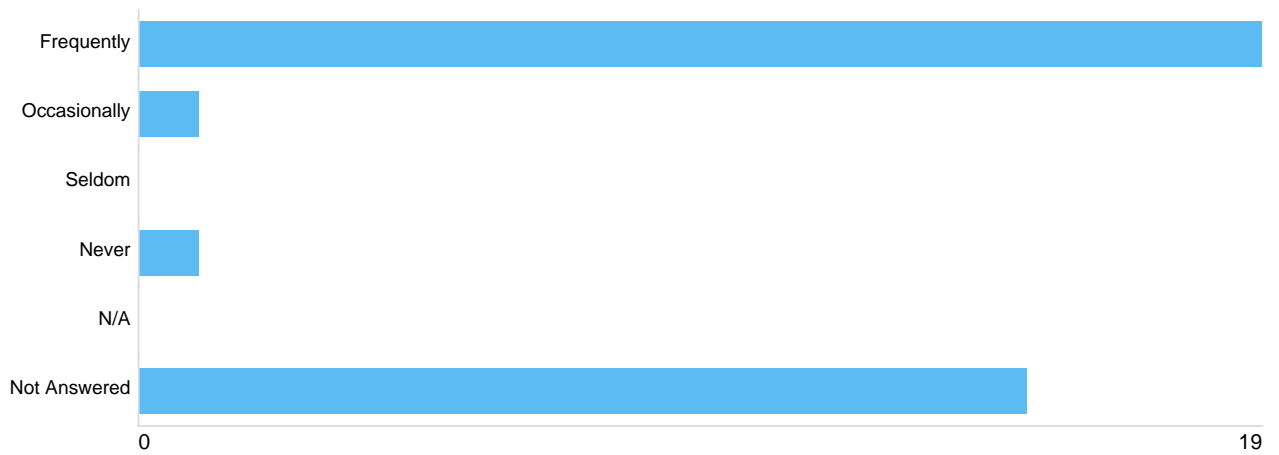 Frequently
Occasionally
Seldom
Never
N/A
Not Answered
0 19